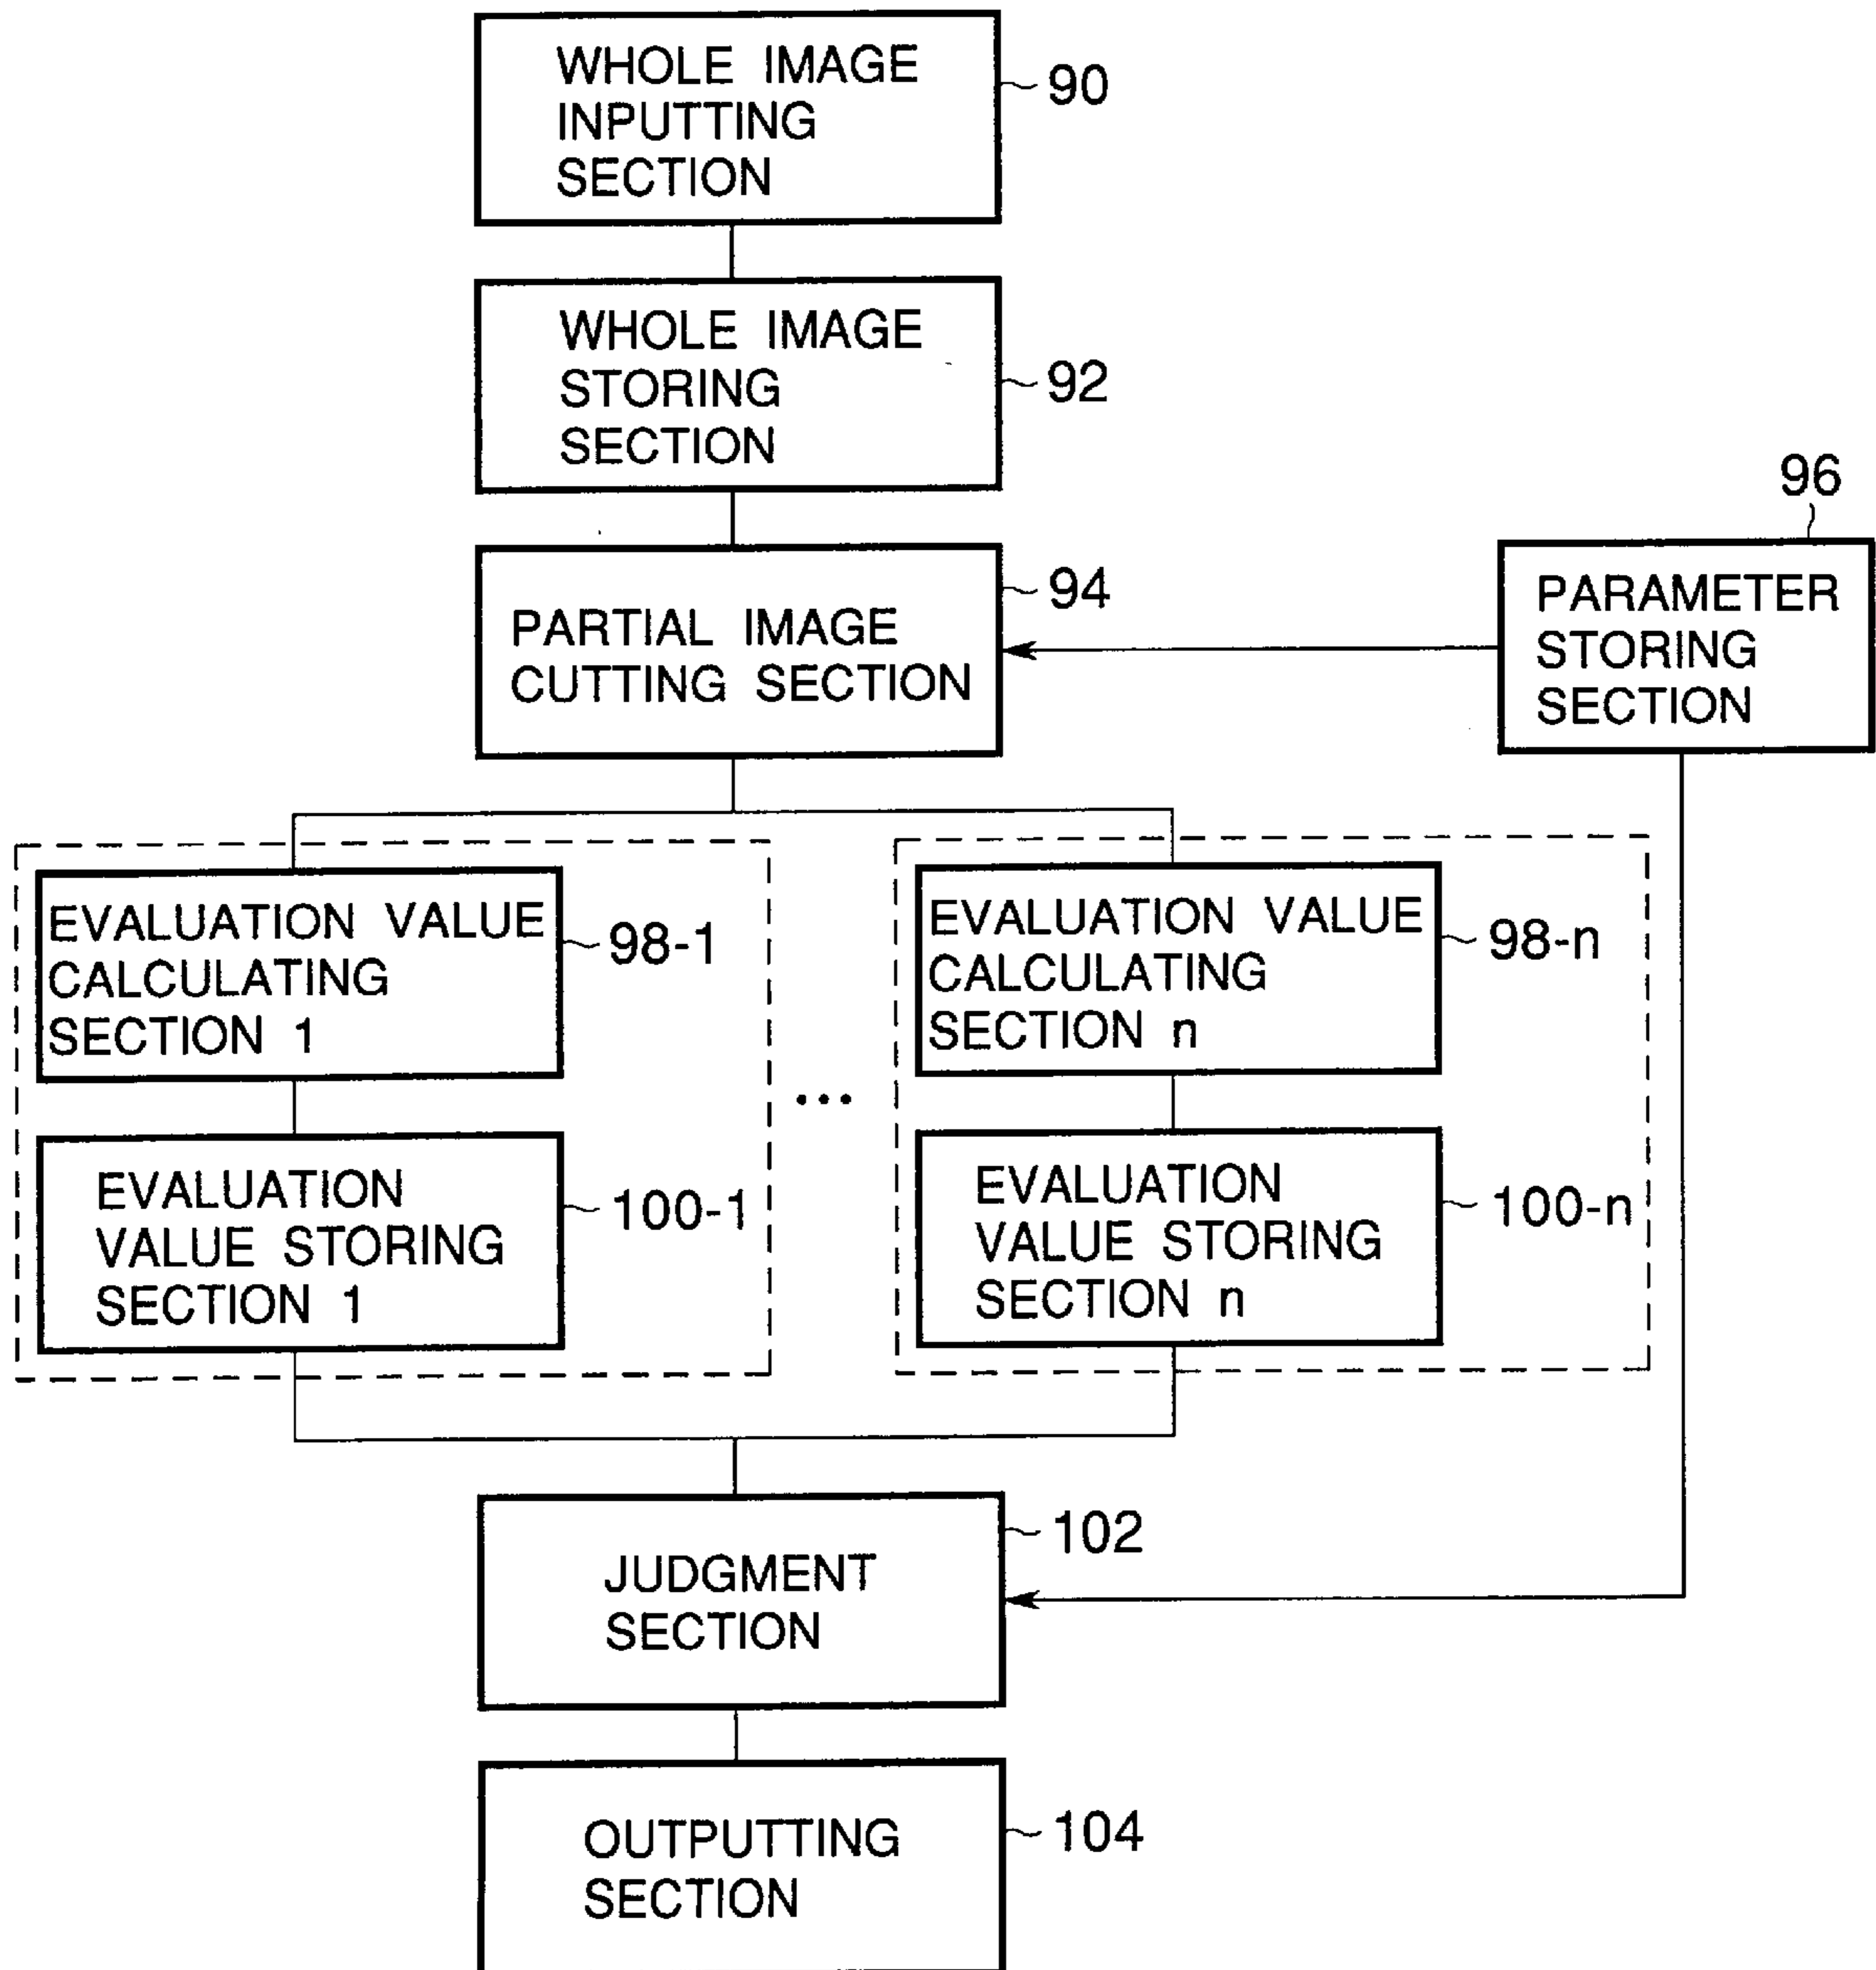 WHOLE IMAGE
INPUTTING
SECTION
90
WHOLE IMAGE
STORING
SECTION
92
96
PARTIAL IMAGE
CUTTING SECTION
94
PARAMETER
STORING
SECTION
EVALUATION VALUE
CALCULATING
SECTION 1
98-1
EVALUATION VALUE
CALCULATING
SECTION n
98-n
...
EVALUATION
VALUE STORING
SECTION 1
100-1
EVALUATION
VALUE STORING
SECTION n
100-n
JUDGMENT
SECTION
102
OUTPUTTING
SECTION
104